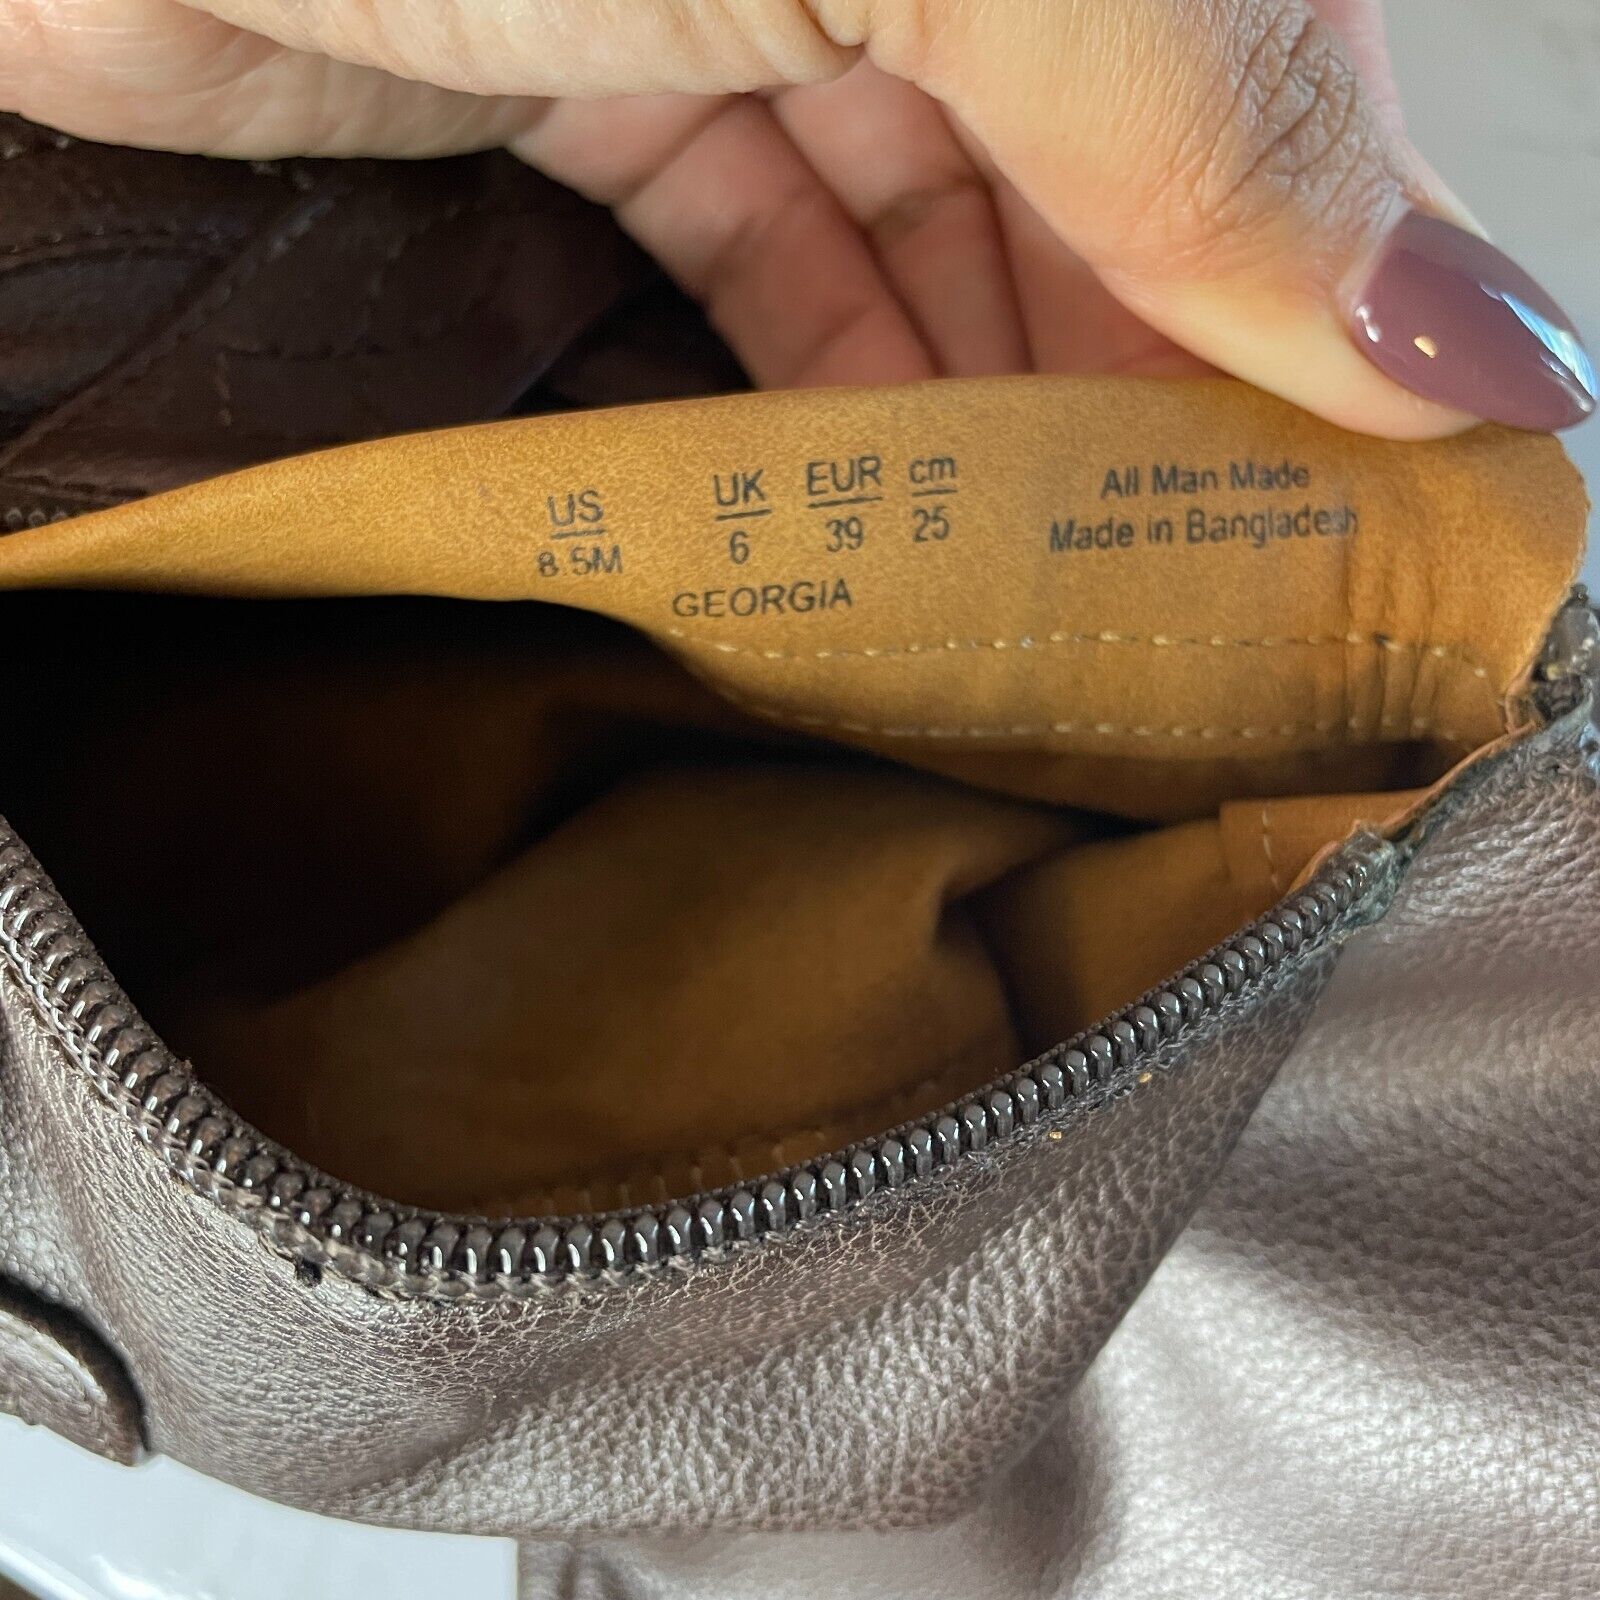 US UK EUR cm
8.5M 6 39 25
GEORGIA
All Man Made
Made in Bangladesh